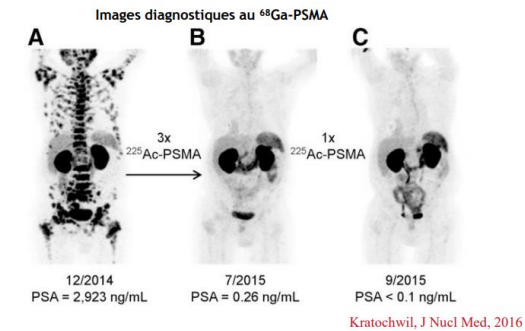 Images diagnostiques au ⁶⁸Ga-PSMA
A
B
C
3x
²²⁵Ac-PSMA
1x
²²⁵Ac-PSMA
12/2014
PSA = 2,923 ng/mL
7/2015
PSA = 0.26 ng/mL
9/2015
PSA < 0.1 ng/mL
Kratochwil, J Nucl Med, 2016